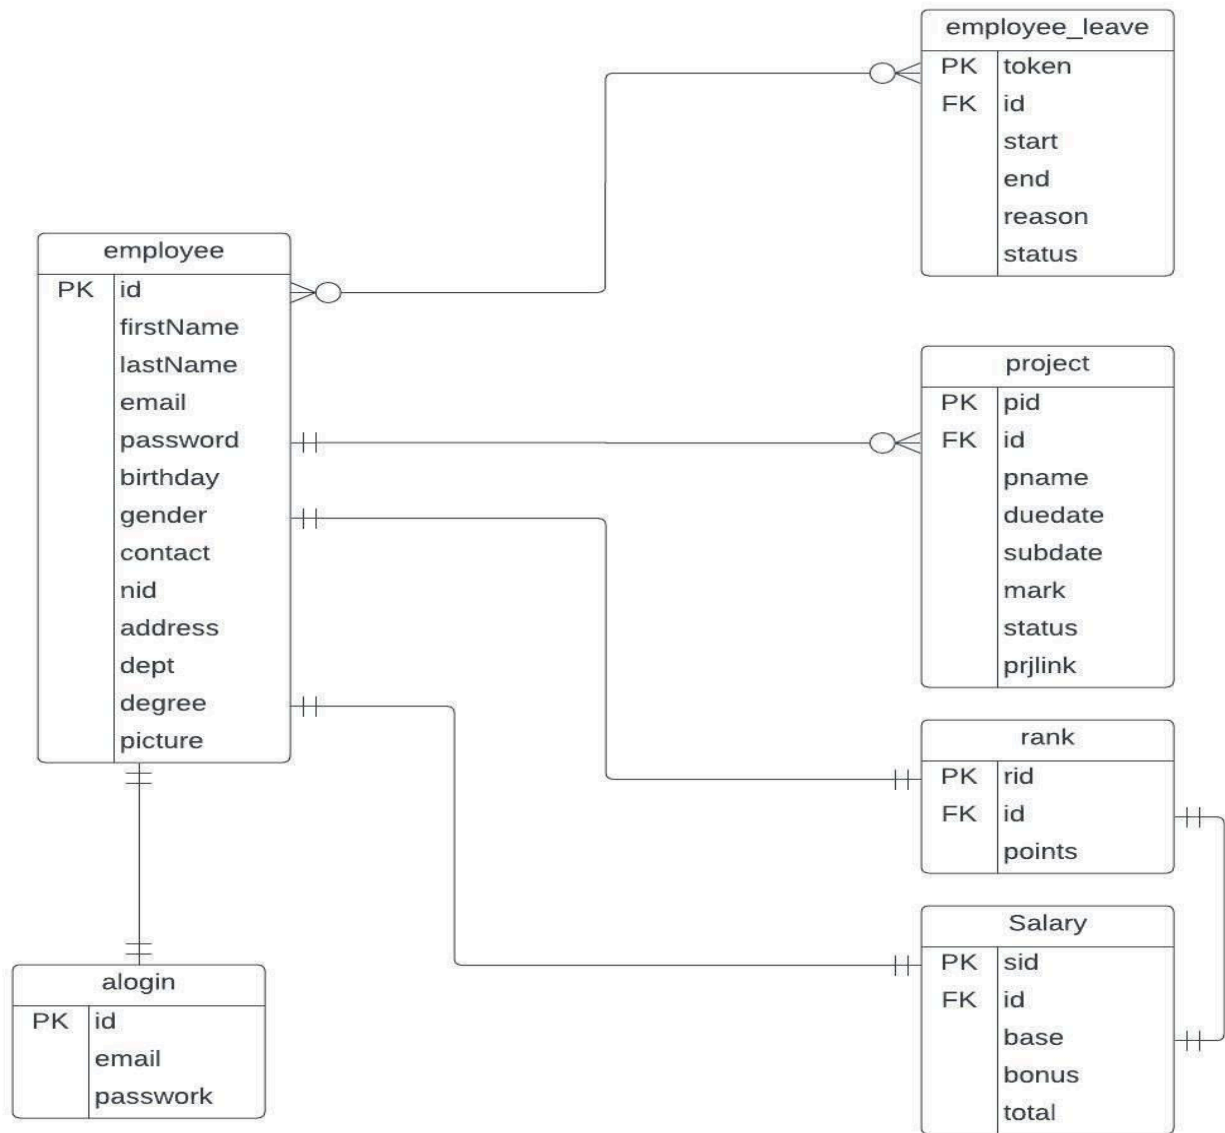 employee_leave
PK token
FK id
start
end
reason
status
employee
PK id
firstName
lastName
email
password
birthday
gender
contact
nid
address
dept
degree
picture
project
PK pid
FK id
pname
duedate
subdate
mark
status
prjlink
rank
PK rid
FK id
points
Salary
PK sid
FK id
base
bonus
total
alogin
PK id
email
passwork